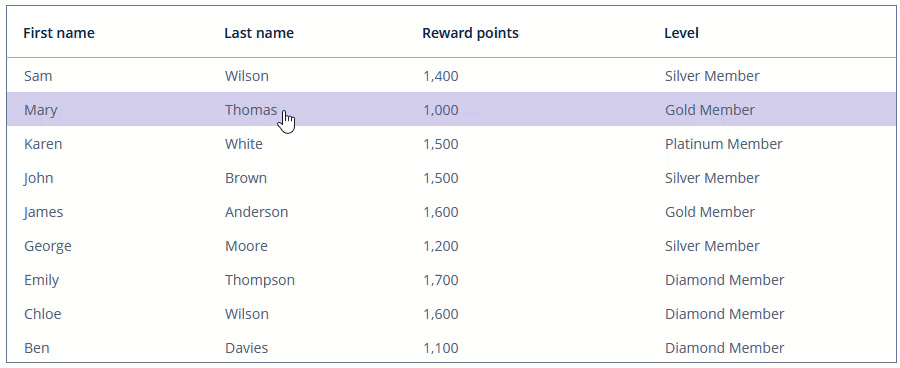 First name Last name Reward points Level
Sam Wilson 1,400 Silver Member
Mary Thomas 1,000 Gold Member
Karen White 1,500 Platinum Member
John Brown 1,500 Silver Member
James Anderson 1,600 Gold Member
George Moore 1,200 Silver Member
Emily Thompson 1,700 Diamond Member
Chloe Wilson 1,600 Diamond Member
Ben Davies 1,100 Diamond Member